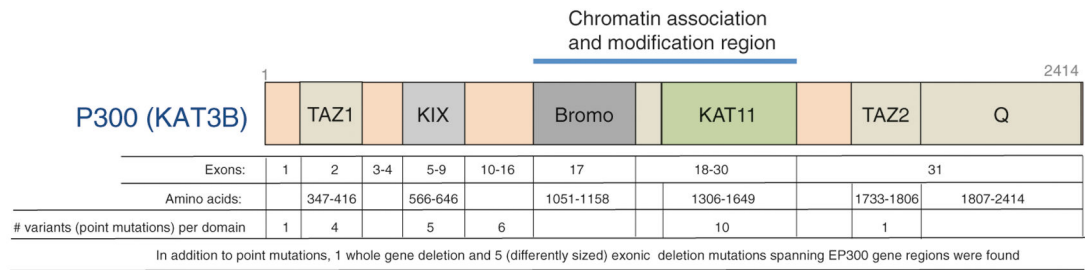 Chromatin association
and modification region
1 2414
P300 (KAT3B) TAZ1 KIX Bromo KAT11 TAZ2 Q
Exons: 1 2 3-4 5-9 10-16 17 18-30 31
Amino acids: 347-416 566-646 1051-1158 1306-1649 1733-1806 1807-2414
# variants (point mutations) per domain 1 4 5 6 10 1
In addition to point mutations, 1 whole gene deletion and 5 (differently sized) exonic deletion mutations spanning EP300 gene regions were found